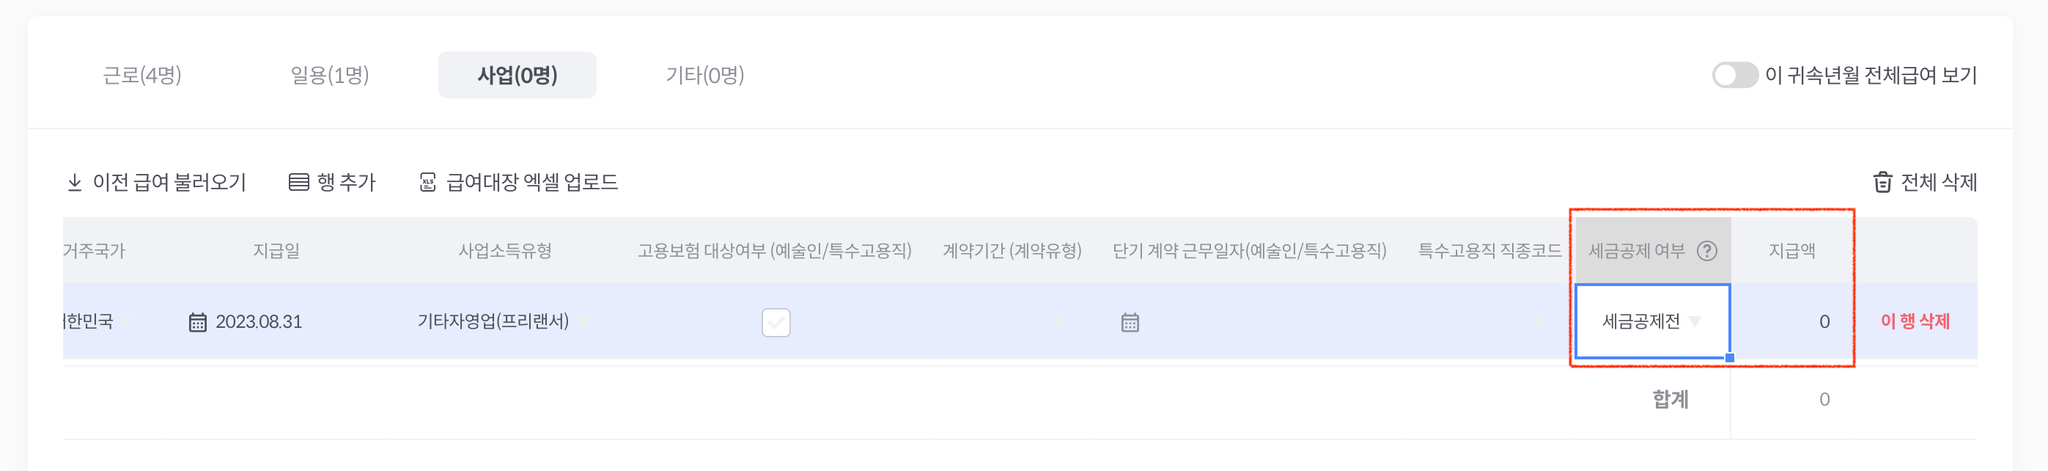 근로(4명) 일용(1명) 사업(0명) 기타(0명) 이 귀속년월 전체급여 보기
이전 급여 불러오기 행 추가 XLS 급여대장 엑셀 업로드 전체 삭제
거주국가 지급일 사업소득유형 고용보험 대상여부 (예술인/특수고용직) 계약기간 (계약유형) 단기 계약 근무일자(예술인/특수고용직) 특수고용직 직종코드 세금공제 여부 ? 지급액
한민국 2023.08.31 기타자영업(프리랜서) 세금공제전 0 이 행 삭제
합계 0